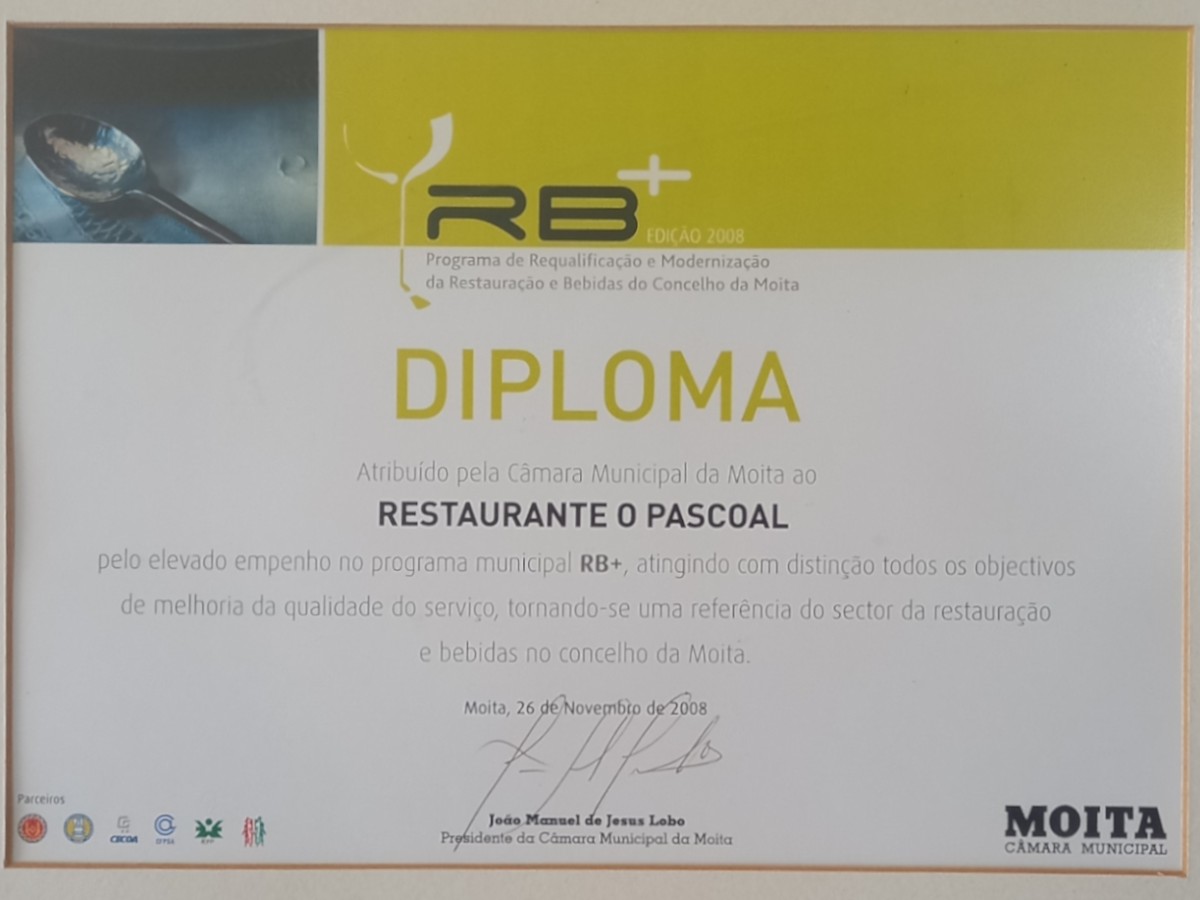 RB+
EDIÇÃO 2008
Programa de Requalificação e Modernização
da Restauração e Bebidas do Concelho da Moita
DIPLOMA
Atribuído pela Câmara Municipal da Moita ao
RESTAURANTE O PASCOAL
pelo elevado empenho no programa municipal RB+, atingindo com distinção todos os objectivos
de melhoria da qualidade do serviço, tornando-se uma referência do sector da restauração
e bebidas no concelho da Moita.
Moita, 26 de Novembro de 2008
João Manuel de Jesus Lobo
Presidente da Câmara Municipal da Moita
Parceiros
CECOA
MOITA
CÂMARA MUNICIPAL